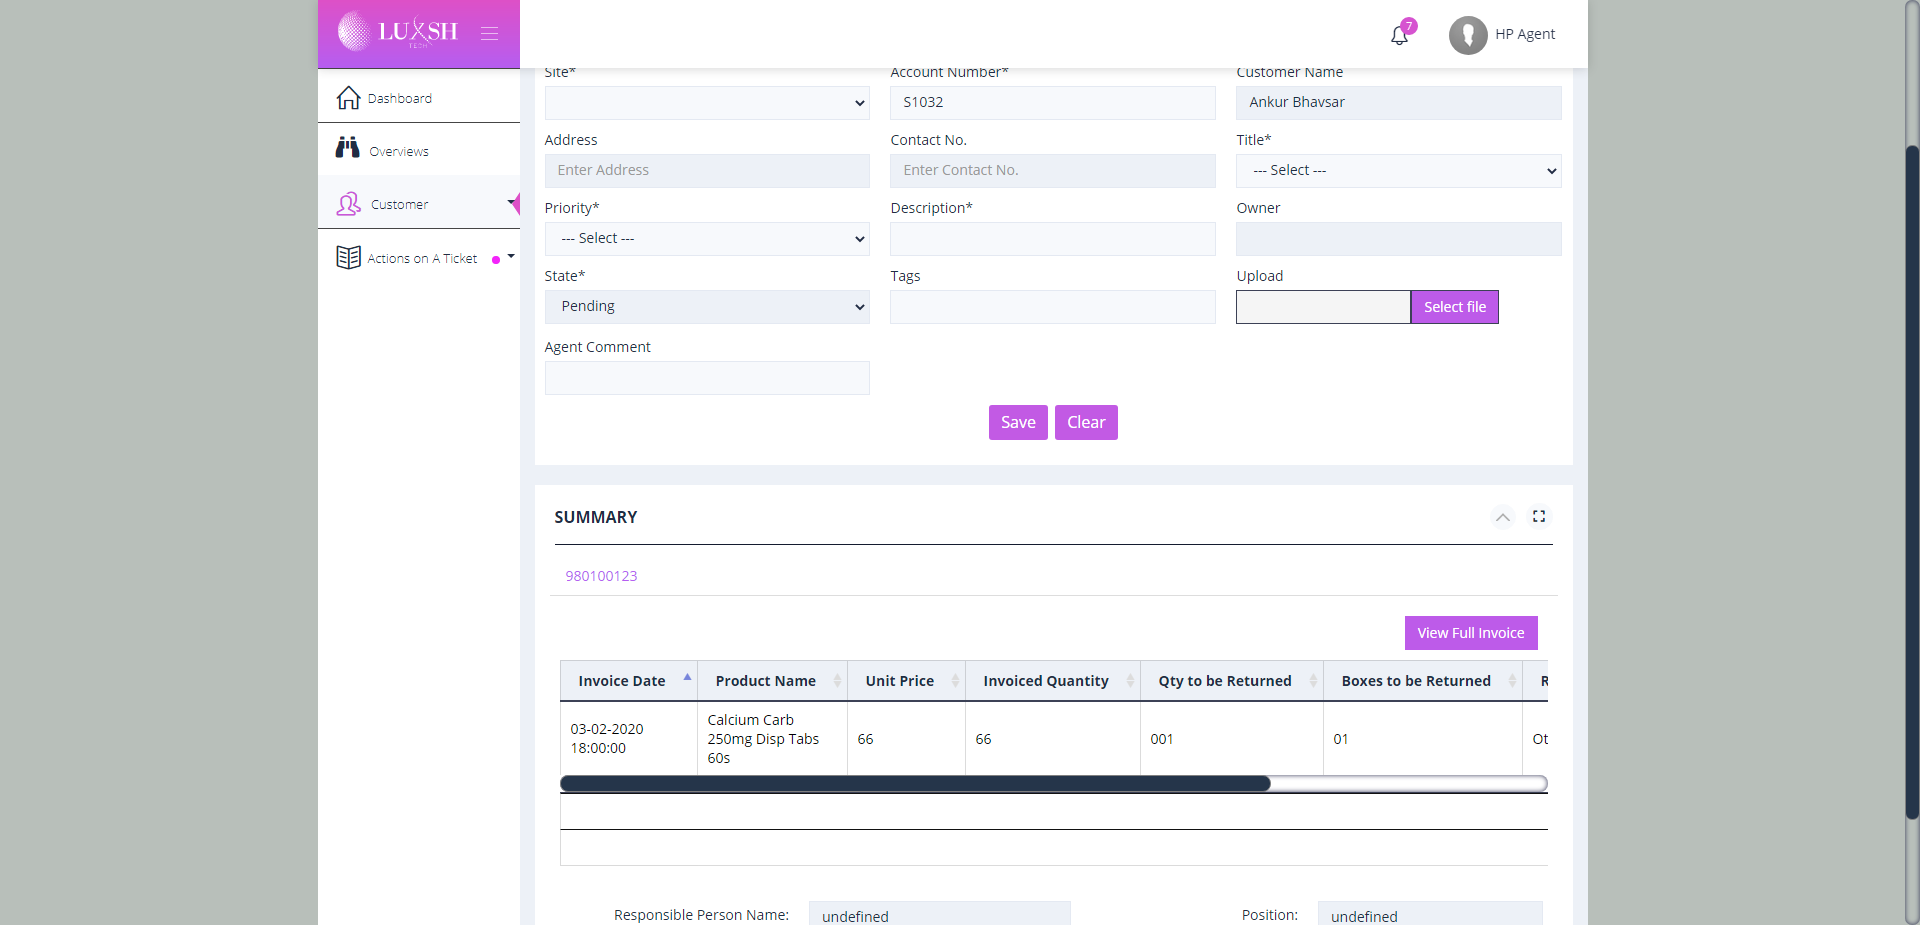 LUXSH
TECH
7
HP Agent
Dashboard
Overviews
Customer
Actions on A Ticket
Site*
Account Number*
Customer Name
S1032
Ankur Bhavsar
Address
Contact No.
Title*
Enter Address
Enter Contact No.
--- Select ---
Priority*
Description*
Owner
--- Select ---
State*
Tags
Upload
Pending
Select file
Agent Comment
Save
Clear
SUMMARY
980100123
View Full Invoice
Invoice Date
Product Name
Unit Price
Invoiced Quantity
Qty to be Returned
Boxes to be Returned
R
03-02-2020
18:00:00
Calcium Carb
250mg Disp Tabs
60s
66
66
001
01
Ot
Responsible Person Name:
undefined
Position:
undefined